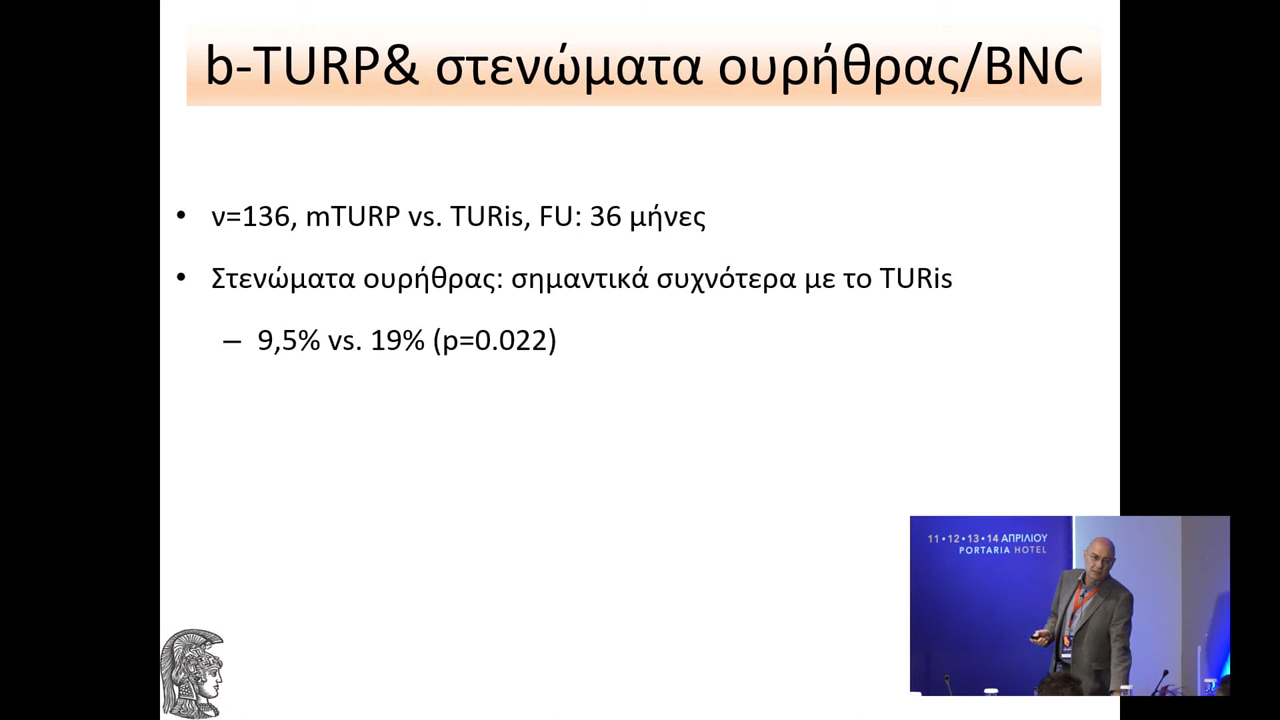 b-TURP& στενώματα ουρήθρας/BNC
• ν=136, mTURP vs. TURis, FU: 36 μήνες
• Στενώματα ουρήθρας: σημαντικά συχνότερα με το TURis
– 9,5% vs. 19% (p=0.022)
11•12•13•14 ΑΠΡΙΛΙΟΥ
PORTARIA HOTEL